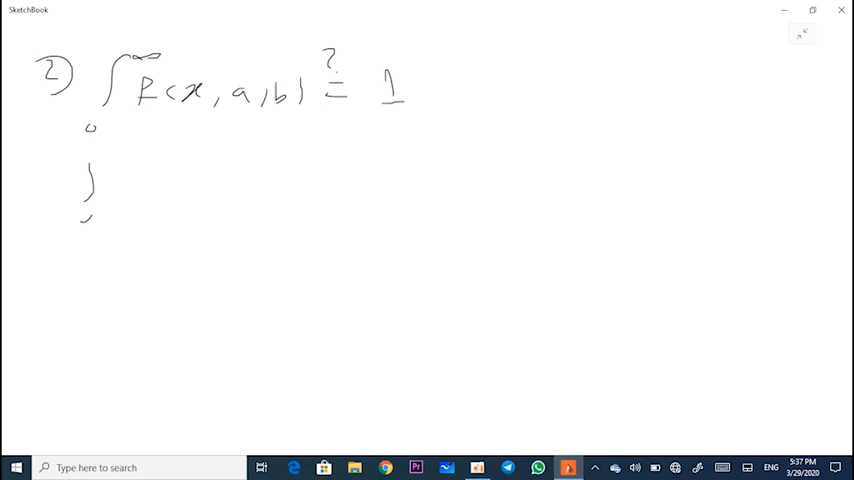 SketchBook
2) ∫₀^∞ f(x, a, b) ≟ 1
∫
Type here to search
ENG
5:37 PM
3/29/2020